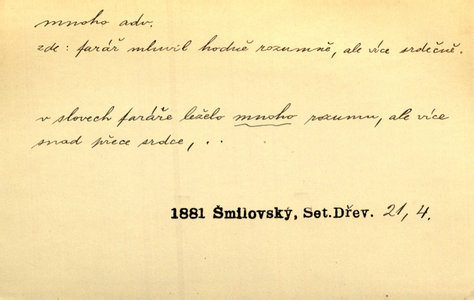 mnoho adv.
zde: farář mluvil hodně rozumně, ale více srdečně.
v slovech faráře leželo mnoho rozumu, ale více
snad přece srdce, . .
1881 Šmilovský, Set.Dřev. 21, 4.